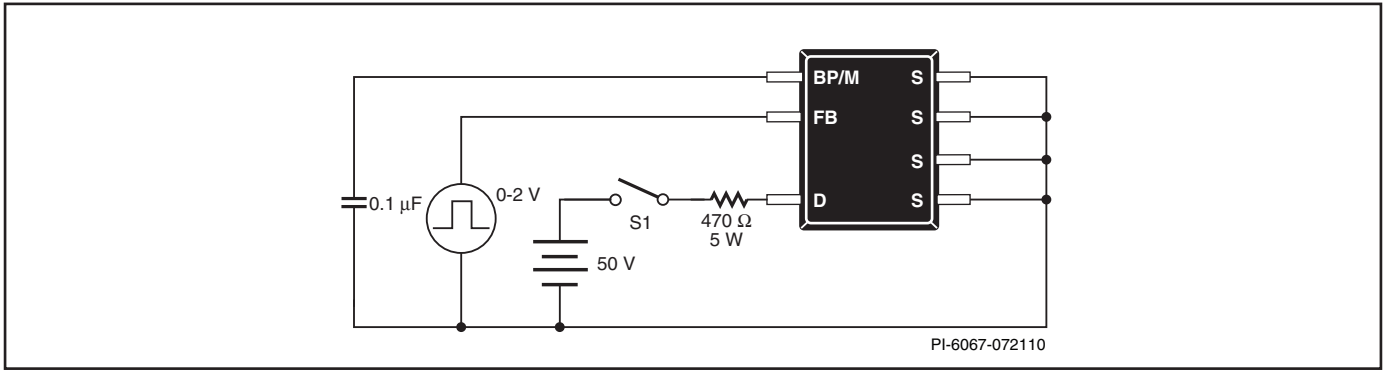 BP/M
S
FB
S
S
D
S
0.1 μF
0-2 V
S1
470 Ω
5 W
50 V
PI-6067-072110